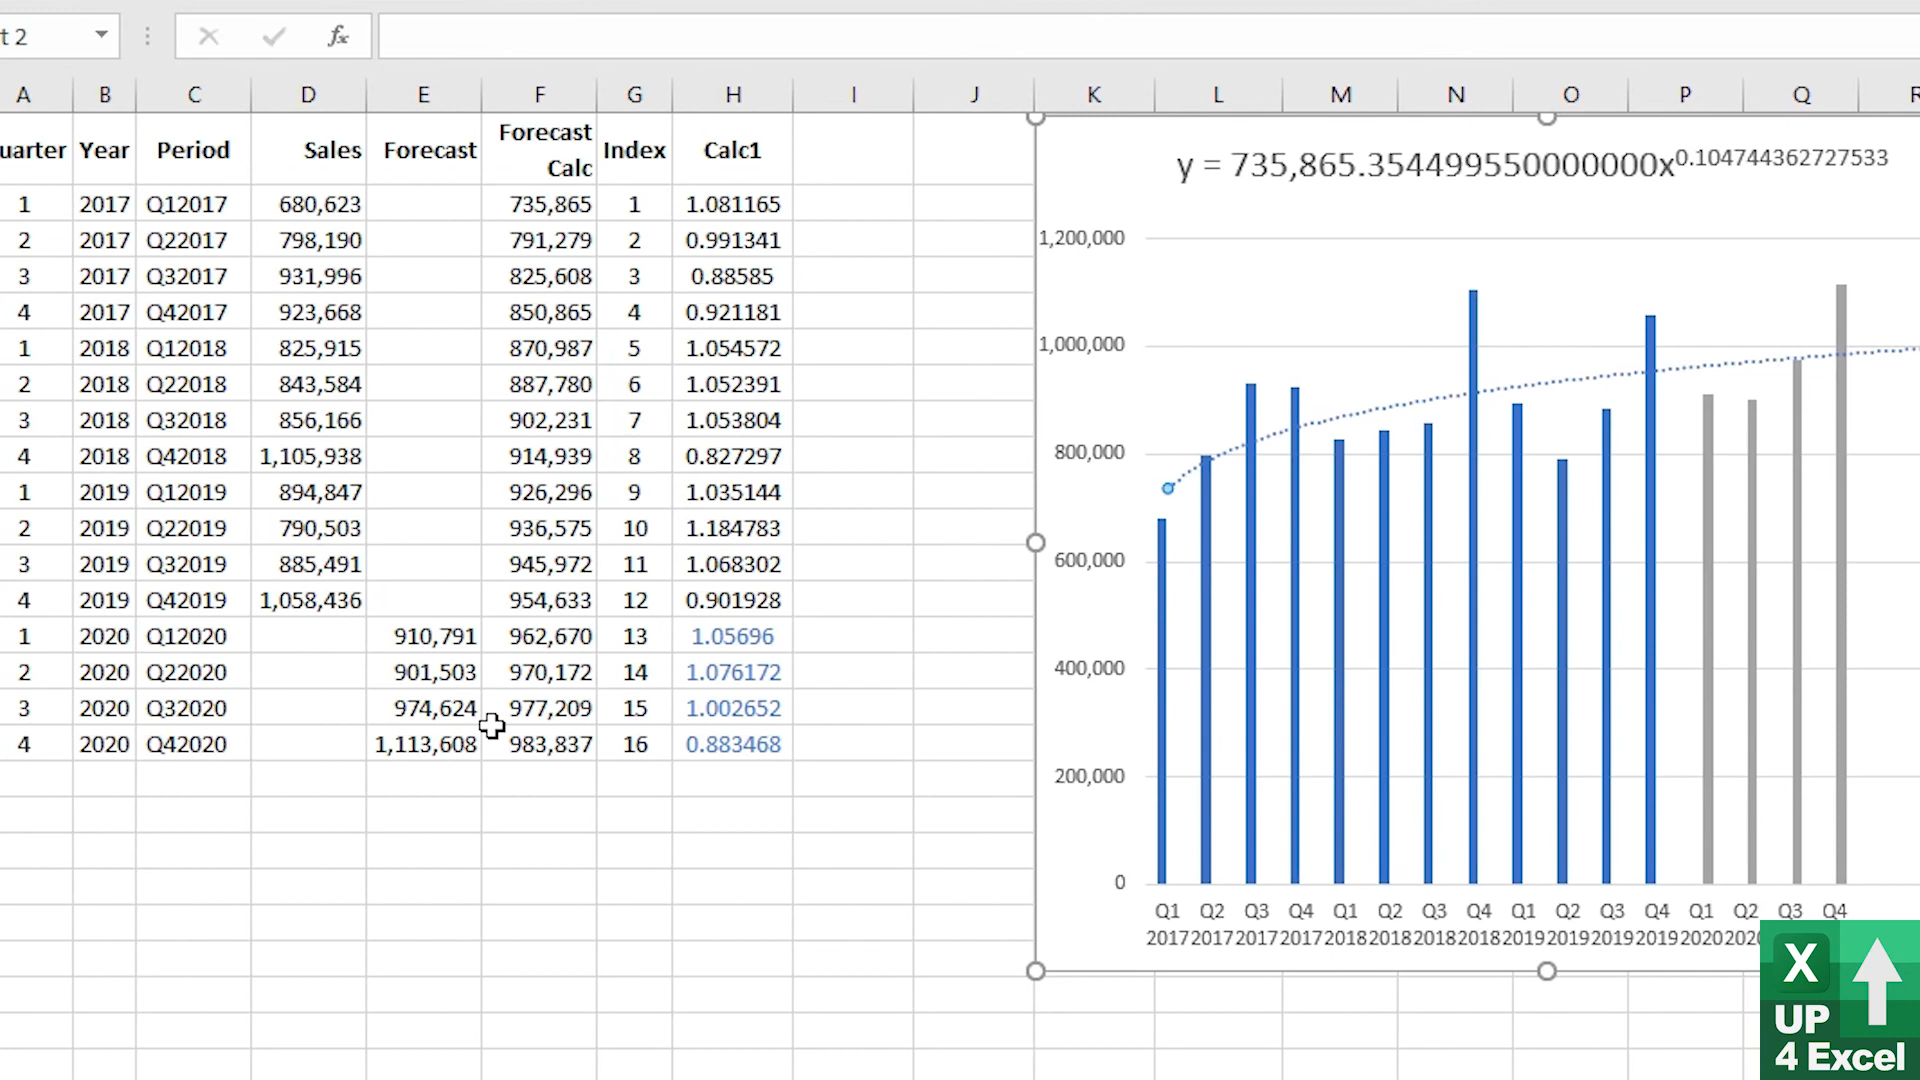 t 2 fx
A B C D E F G H I J K L M N O P Q R
uarter Year Period Sales Forecast Forecast Calc Index Calc1
1 2017 Q12017 680,623 735,865 1 1.081165
2 2017 Q22017 798,190 791,279 2 0.991341
3 2017 Q32017 931,996 825,608 3 0.88585
4 2017 Q42017 923,668 850,865 4 0.921181
1 2018 Q12018 825,915 870,987 5 1.054572
2 2018 Q22018 843,584 887,780 6 1.052391
3 2018 Q32018 856,166 902,231 7 1.053804
4 2018 Q42018 1,105,938 914,939 8 0.827297
1 2019 Q12019 894,847 926,296 9 1.035144
2 2019 Q22019 790,503 936,575 10 1.184783
3 2019 Q32019 885,491 945,972 11 1.068302
4 2019 Q42019 1,058,436 954,633 12 0.901928
1 2020 Q12020 910,791 962,670 13 1.05696
2 2020 Q22020 901,503 970,172 14 1.076172
3 2020 Q32020 974,624 977,209 15 1.002652
4 2020 Q42020 1,113,608 983,837 16 0.883468
y = 735,865.354499550000000x^0.104744362727533
1,200,000
1,000,000
800,000
600,000
400,000
200,000
0
Q1 Q2 Q3 Q4 Q1 Q2 Q3 Q4 Q1 Q2 Q3 Q4 Q1 Q2 Q3 Q4
2017 2017 2017 2017 2018 2018 2018 2018 2019 2019 2019 2019 2020
X
UP
4 Excel